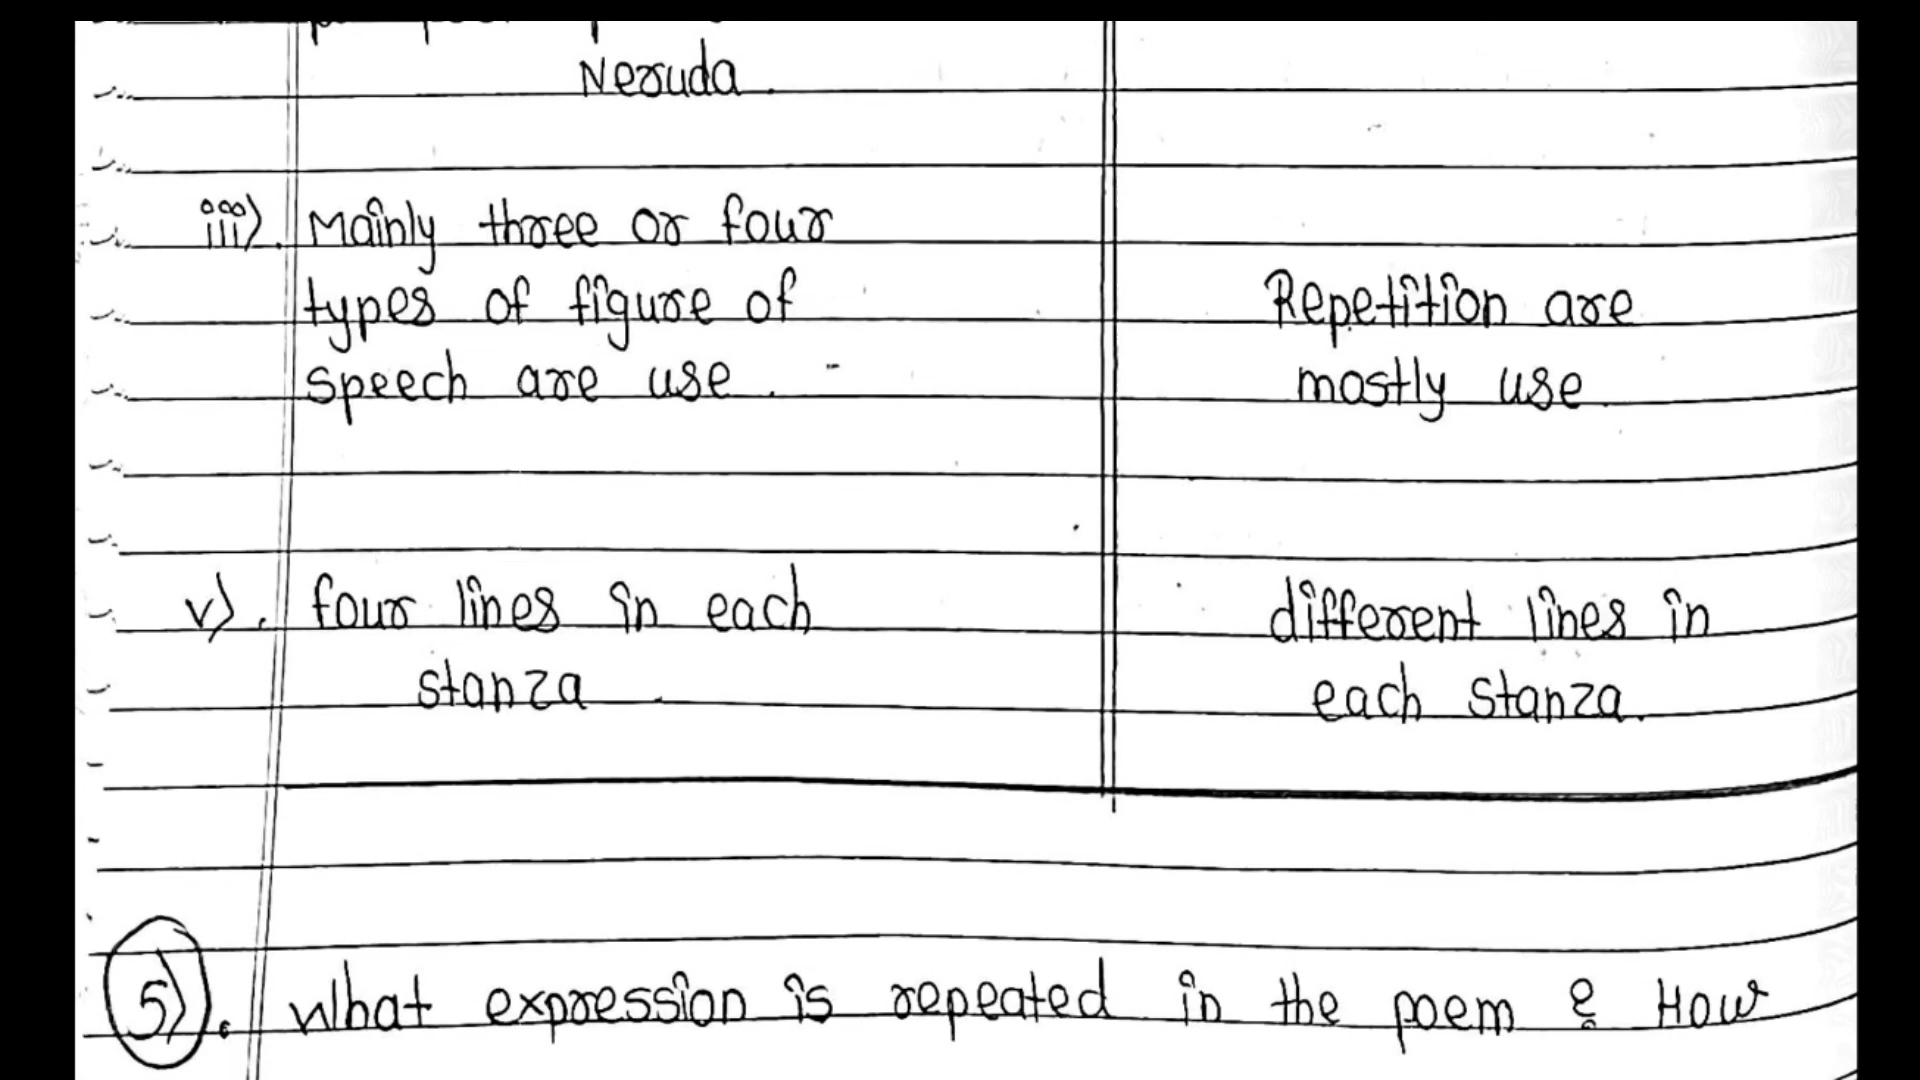 Neruda.
iii). Mainly three or four
types of figure of
speech are use.
Repetition are
mostly use.
v). four lines in each
stanza.
different lines in
each stanza.
5). What expression is repeated in the poem? How